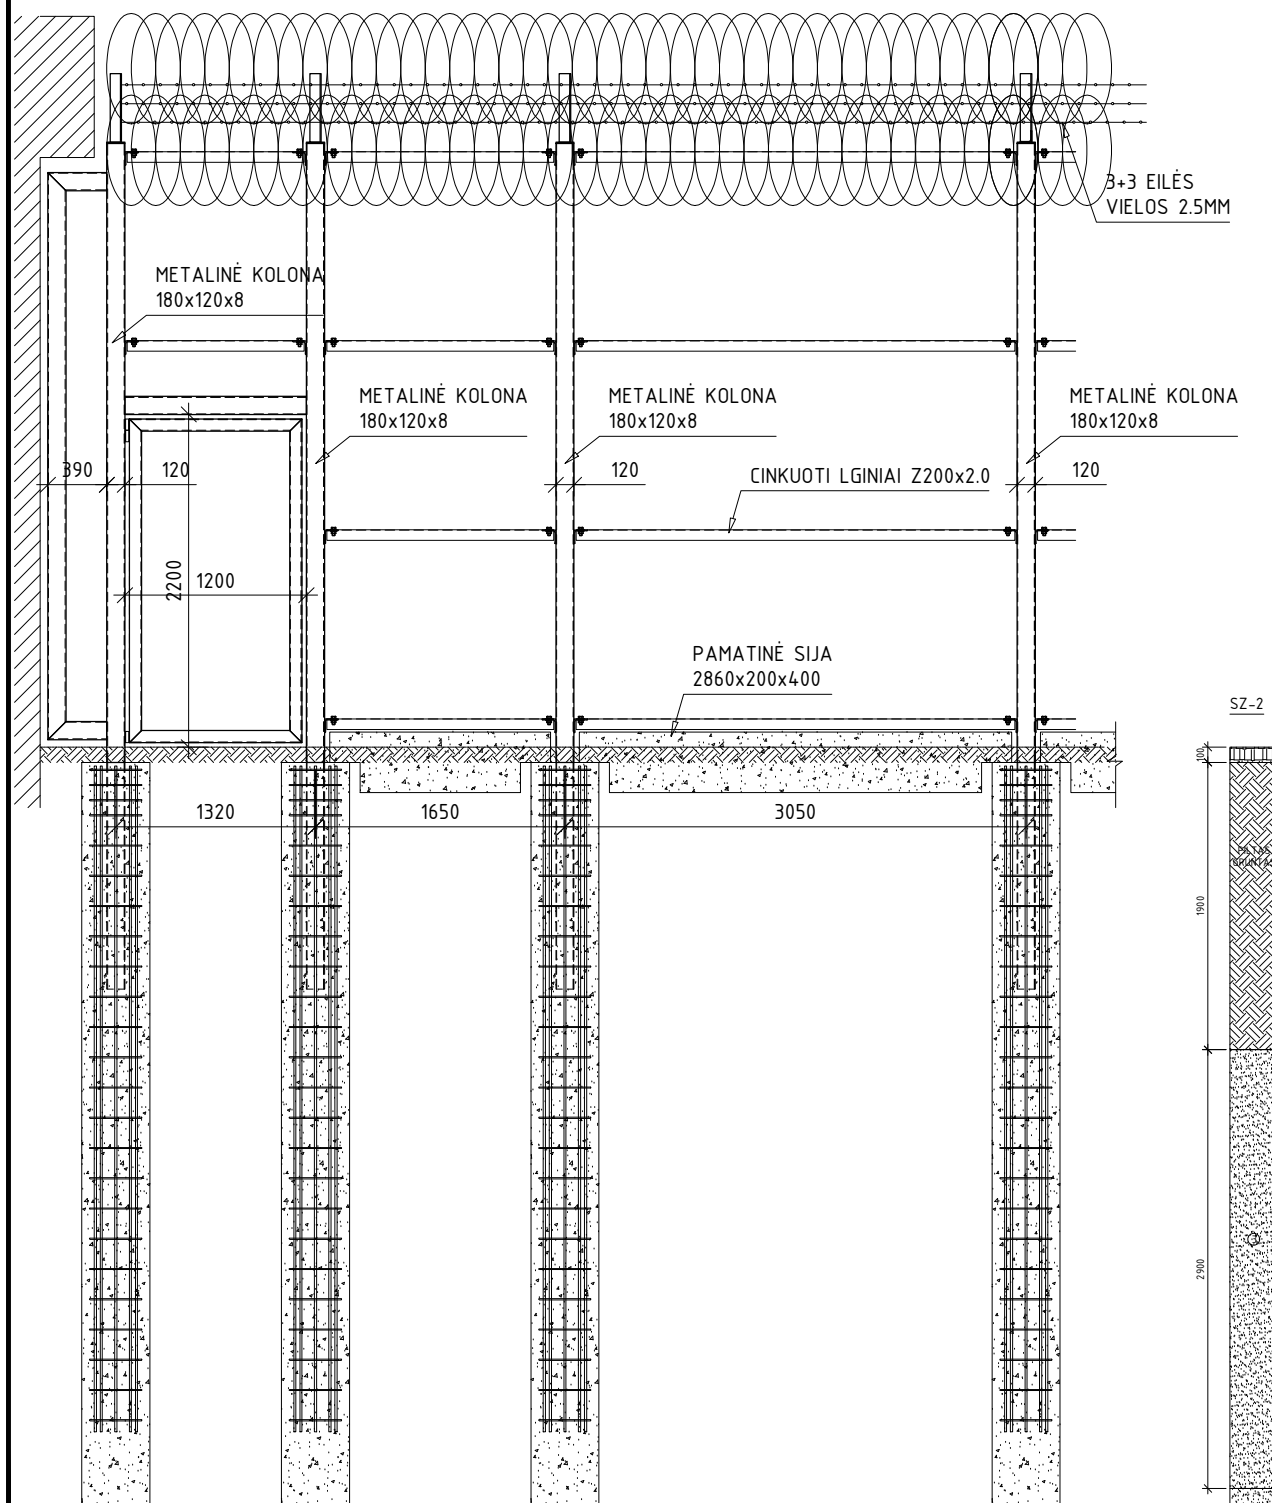 3+3 EILĖS
VIELOS 2.5MM
METALINĖ KOLONA
180x120x8
METALINĖ KOLONA
180x120x8
METALINĖ KOLONA
180x120x8
METALINĖ KOLONA
180x120x8
390
120
120
120
CINKUOTI LGINIAI Z200x2.0
2200
1200
PAMATINĖ SIJA
2860x200x400
SZ-2
100
1320
1650
3050
1900
2900